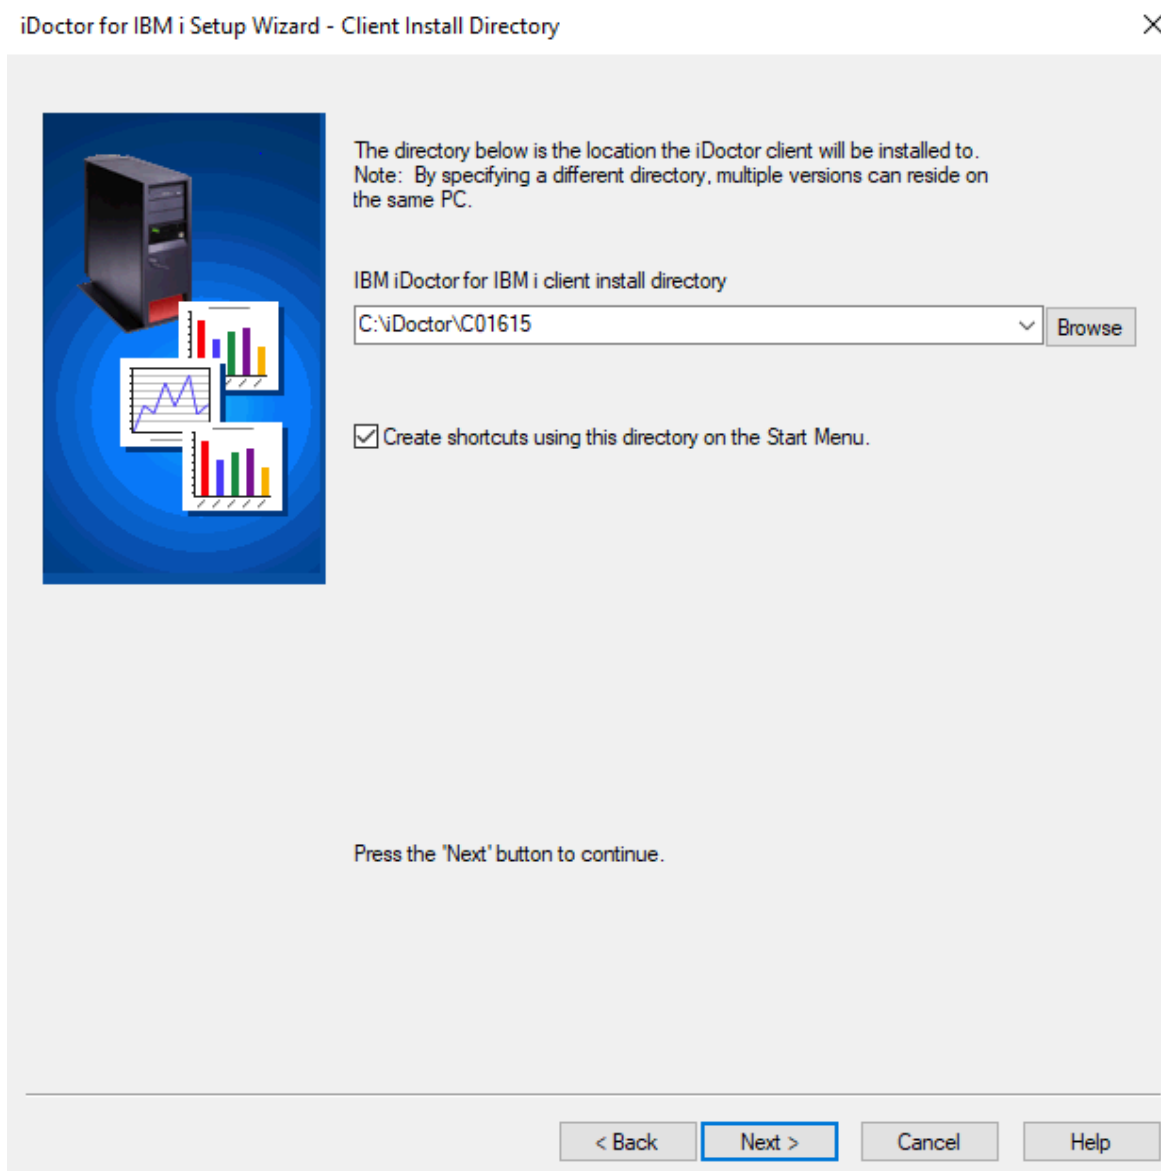 iDoctor for IBM i Setup Wizard - Client Install Directory
The directory below is the location the iDoctor client will be installed to.
Note:  By specifying a different directory, multiple versions can reside on
the same PC.
IBM iDoctor for IBM i client install directory
C:\iDoctor\C01615
Browse
Create shortcuts using this directory on the Start Menu.
Press the "Next" button to continue.
< Back
Next >
Cancel
Help